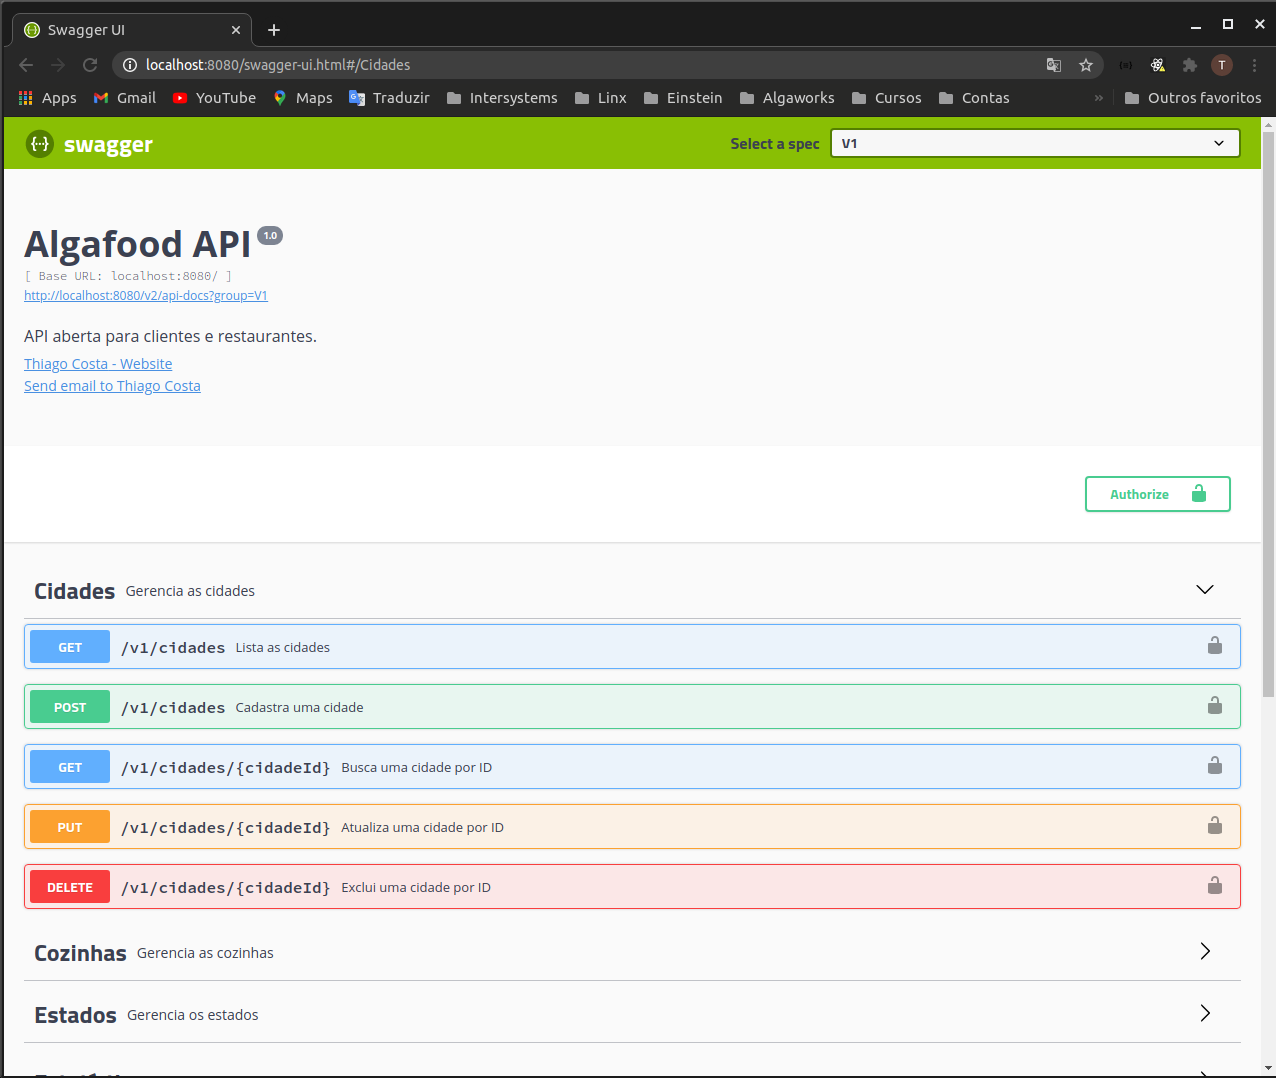 Swagger UI
localhost:8080/swagger-ui.html#/Cidades
T
Apps Gmail YouTube Maps Traduzir Intersystems Linx Einstein Algaworks Cursos Contas » Outros favoritos
{···} swagger Select a spec V1
Algafood API 1.0
[ Base URL: localhost:8080/ ]
http://localhost:8080/v2/api-docs?group=V1
API aberta para clientes e restaurantes.
Thiago Costa - Website
Send email to Thiago Costa
Authorize
Cidades Gerencia as cidades
GET /v1/cidades Lista as cidades
POST /v1/cidades Cadastra uma cidade
GET /v1/cidades/{cidadeId} Busca uma cidade por ID
PUT /v1/cidades/{cidadeId} Atualiza uma cidade por ID
DELETE /v1/cidades/{cidadeId} Exclui uma cidade por ID
Cozinhas Gerencia as cozinhas
Estados Gerencia os estados